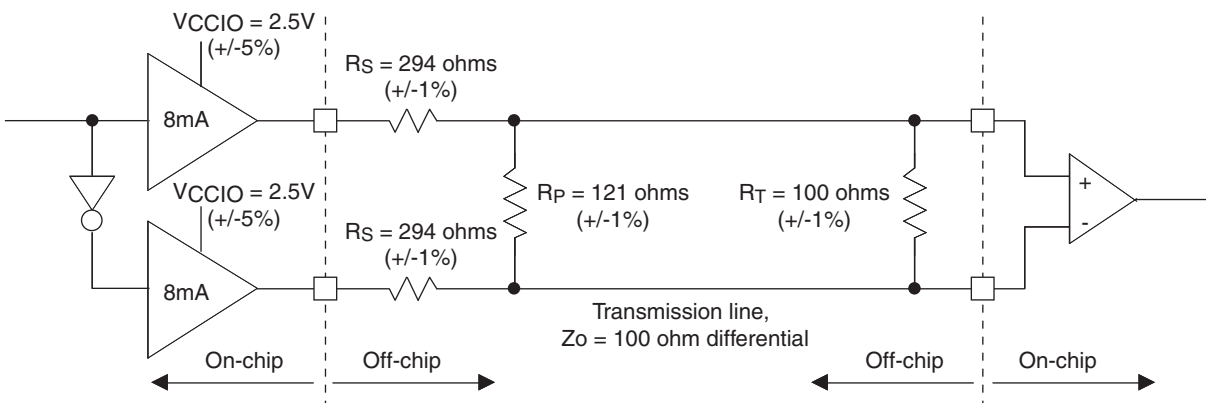 VCCIO = 2.5V
(+/-5%)
8mA
RS = 294 ohms
(+/-1%)
VCCIO = 2.5V
(+/-5%)
8mA
RS = 294 ohms
(+/-1%)
RP = 121 ohms
(+/-1%)
RT = 100 ohms
(+/-1%)
+
-
Transmission line,
Zo = 100 ohm differential
On-chip
Off-chip
Off-chip
On-chip